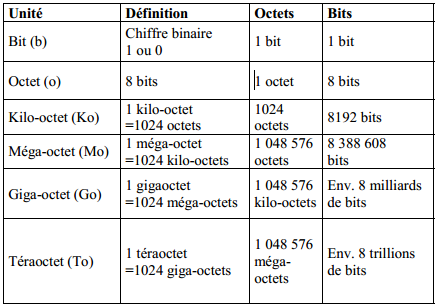 Unité Définition Octets Bits
Bit (b) Chiffre binaire 1 bit 1 bit
1 ou 0
Octet (o) 8 bits 1 octet 8 bits
Kilo-octet (Ko) 1 kilo-octet 1024 8192 bits
=1024 octets octets
Méga-octet (Mo) 1 méga-octet 1 048 576 8 388 608
=1024 kilo-octets octets bits
Giga-octet (Go) 1 gigaoctet 1 048 576 Env. 8 milliards
=1024 méga-octets kilo-octets de bits
Téraoctet (To) 1 téraoctet 1 048 576 Env. 8 trillions
=1024 giga-octets méga- de bits
octets